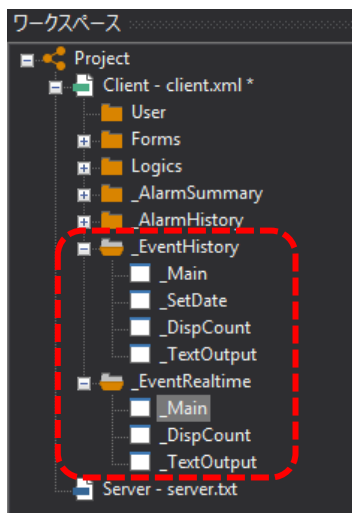 ワークスペース
Project
Client - client.xml *
User
Forms
Logics
_AlarmSummary
_AlarmHistory
_EventHistory
_Main
_SetDate
_DispCount
_TextOutput
_EventRealtime
_Main
_DispCount
_TextOutput
Server - server.txt